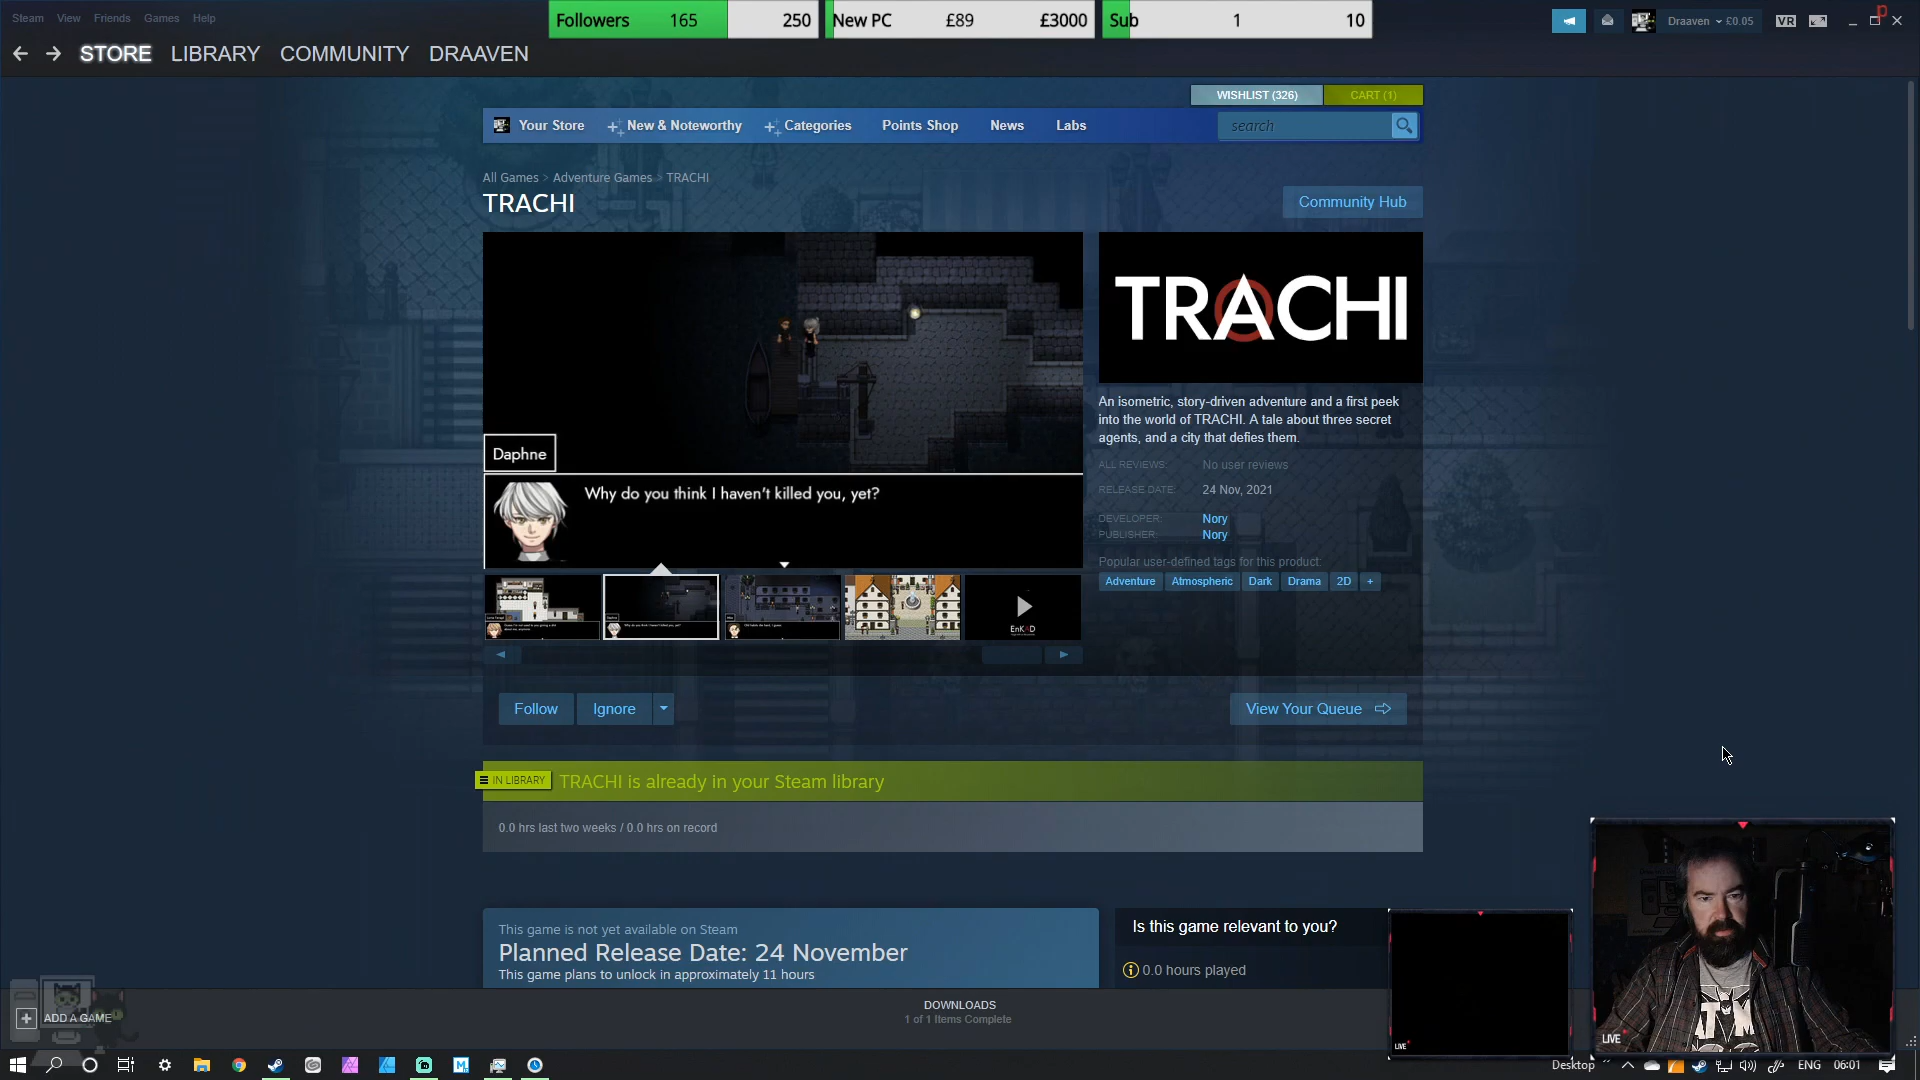 Steam View Friends Games Help
Followers 165 250
New PC £89 £3000
Sub 1 10
Draaven £0.05
VR
STORE LIBRARY COMMUNITY DRAAVEN
WISHLIST (326) CART (1)
Your Store New & Noteworthy Categories Points Shop News Labs search
All Games > Adventure Games > TRACHI
TRACHI
Community Hub
TRACHI
An isometric, story-driven adventure and a first peek
into the world of TRACHI. A tale about three secret
agents, and a city that defies them.
Daphne
Why do you think I haven't killed you, yet?
ALL REVIEWS: No user reviews
RELEASE DATE: 24 Nov, 2021
DEVELOPER: Nory
PUBLISHER: Nory
Popular user-defined tags for this product:
Adventure Atmospheric Dark Drama 2D +
Follow Ignore View Your Queue
IN LIBRARY TRACHI is already in your Steam library
0.0 hrs last two weeks / 0.0 hrs on record
This game is not yet available on Steam
Planned Release Date: 24 November
This game plans to unlock in approximately 11 hours
Is this game relevant to you?
0.0 hours played
ADD A GAME
DOWNLOADS
1 of 1 Items Complete
LIVE
LIVE
Desktop ENG 06:01